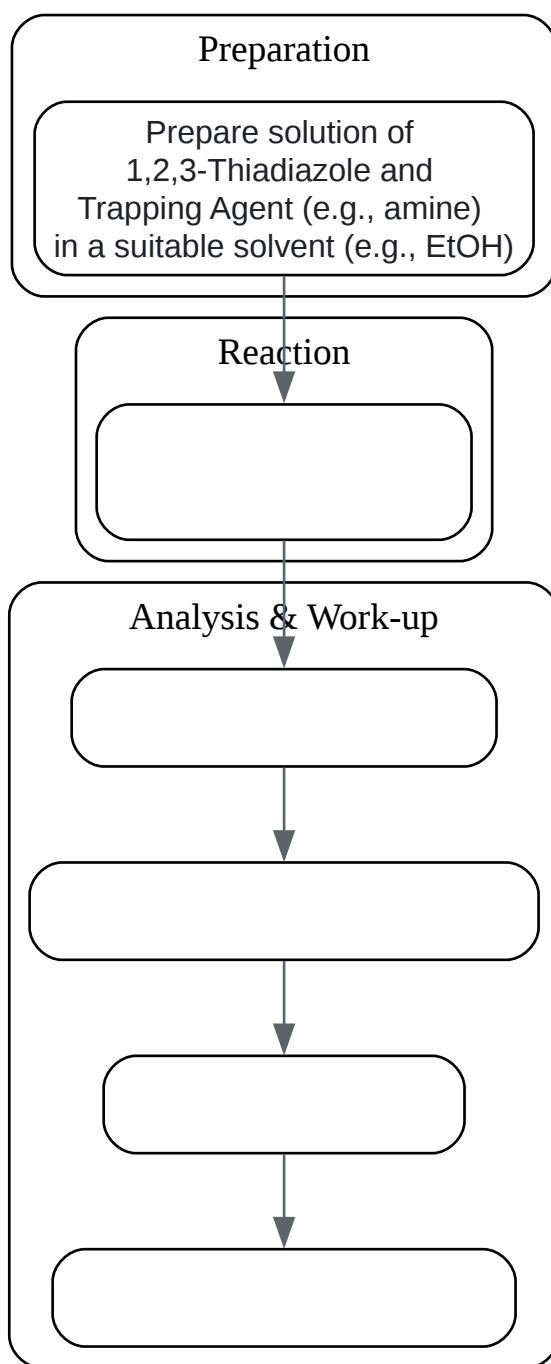 Preparation
Prepare solution of
1,2,3-Thiadiazole and
Trapping Agent (e.g., amine)
in a suitable solvent (e.g., EtOH)
Reaction
Analysis & Work-up